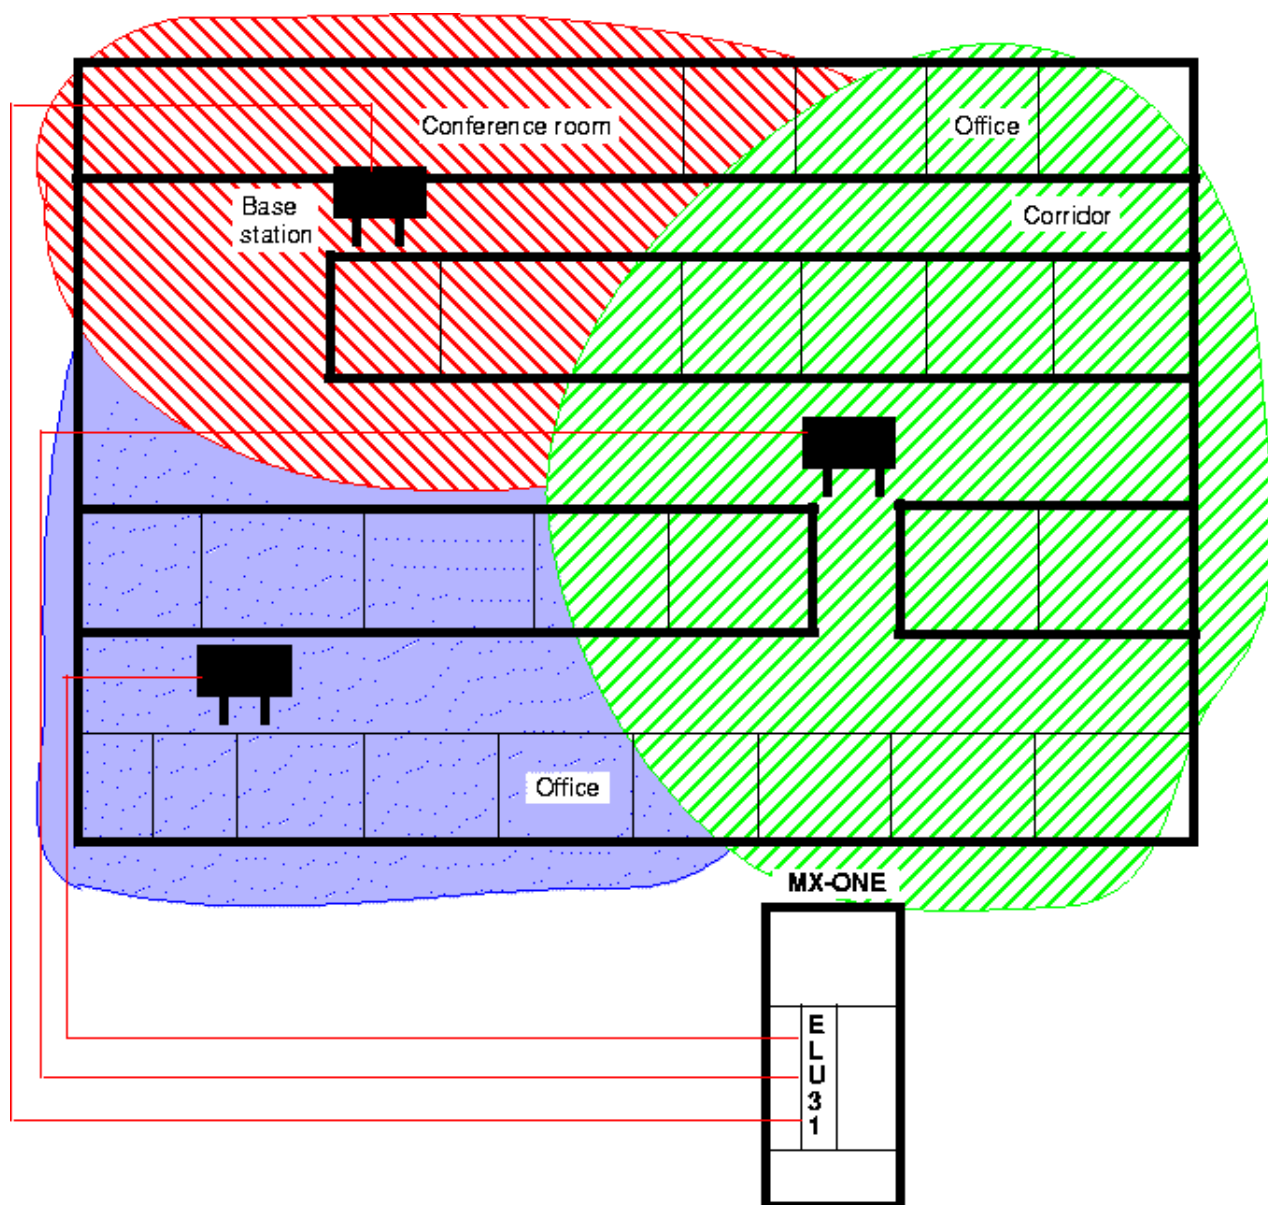 Conference room
Office
Base
station
Corridor
Office
MX-ONE
E
L
U
3
1